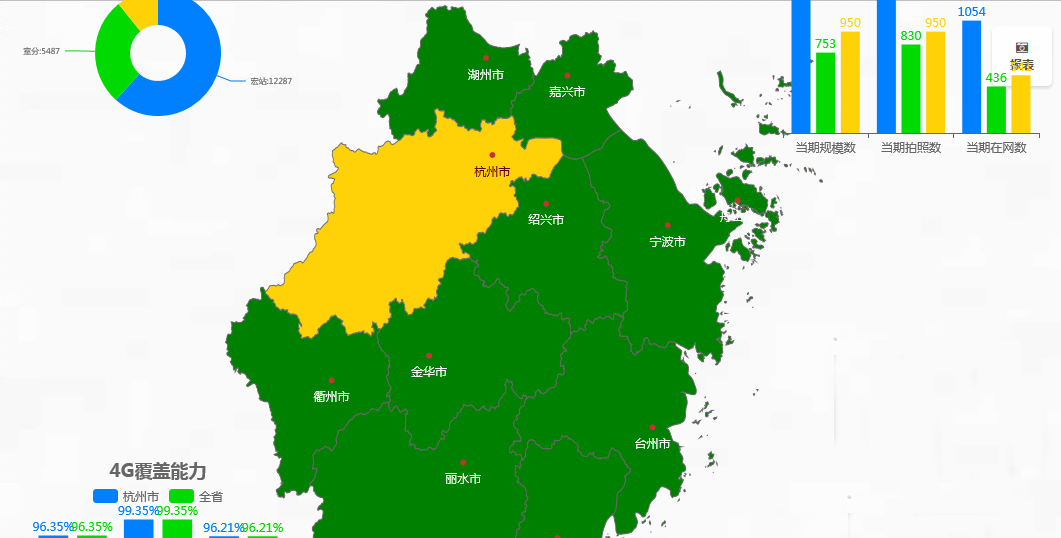 室分:5487
宏站:12287
1054
950
950
753
830
436
报表
当期规模数
当期拍照数
当期在网数
湖州市
嘉兴市
杭州市
绍兴市
宁波市
金华市
衢州市
台州市
丽水市
4G覆盖能力
杭州市
全省
99.35%
99.35%
96.35%
96.35%
96.21%
96.21%